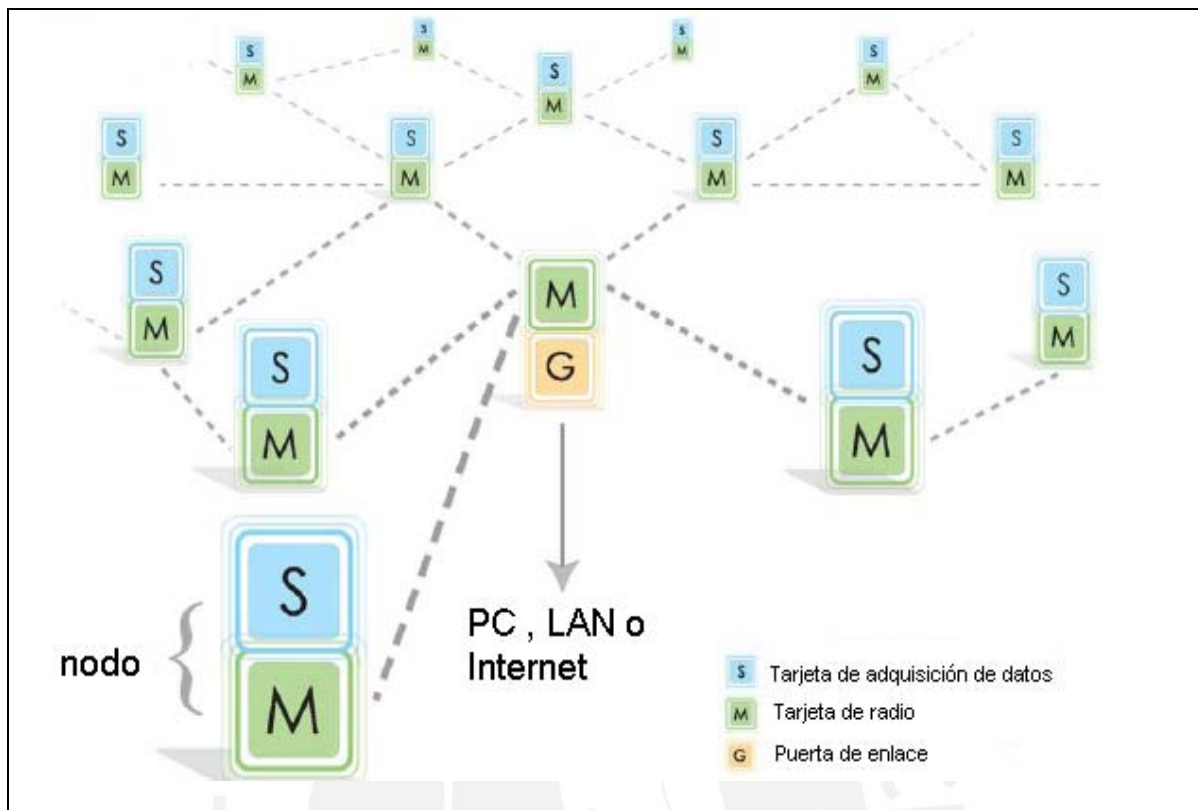 S
M
S
M
S
M
S
M
S
M
S
M
S
M
S
M
S
M
S
M
M
G
S
M
S
M
S
M
S
M
nodo
PC , LAN o
Internet
S Tarjeta de adquisición de datos
M Tarjeta de radio
G Puerta de enlace